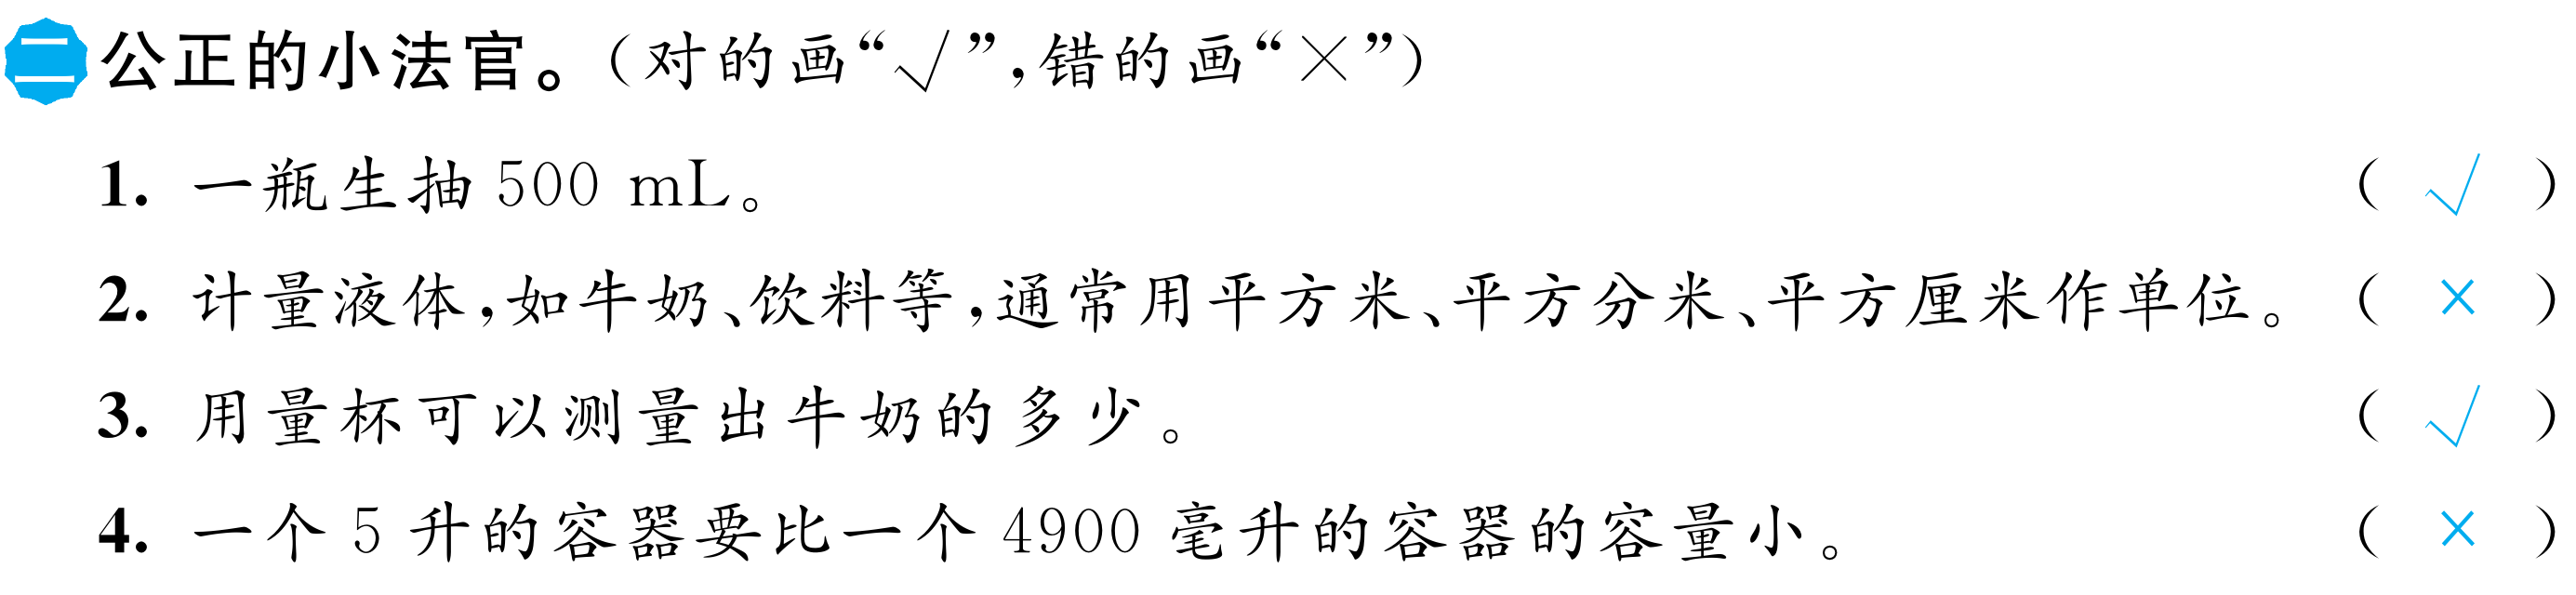 二 公正的小法官。(对的画“√”,错的画“×”)
1. 一瓶生抽 500 mL。 ( √ )
2. 计量液体,如牛奶、饮料等,通常用平方米、平方分米、平方厘米作单位。 ( × )
3. 用量杯可以测量出牛奶的多少。 ( √ )
4. 一个 5 升的容器要比一个 4900 毫升的容器的容量小。 ( × )